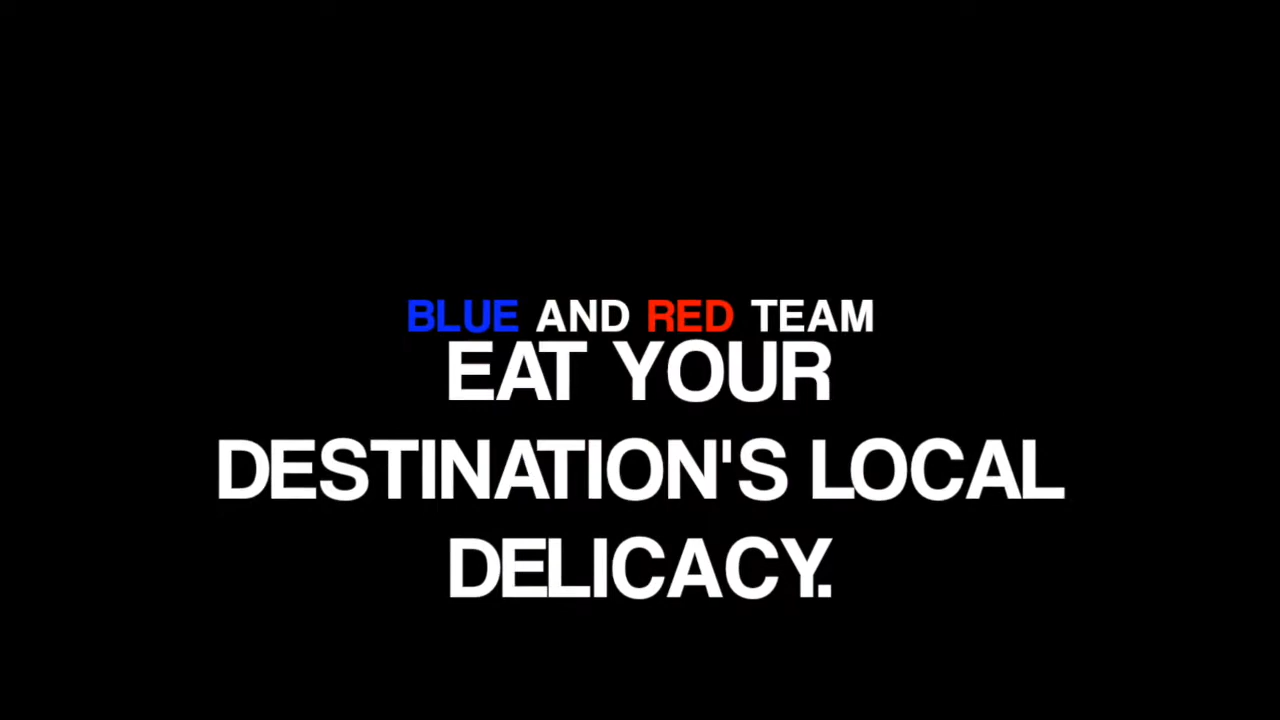 BLUE AND RED TEAM
EAT YOUR
DESTINATION'S LOCAL
DELICACY.